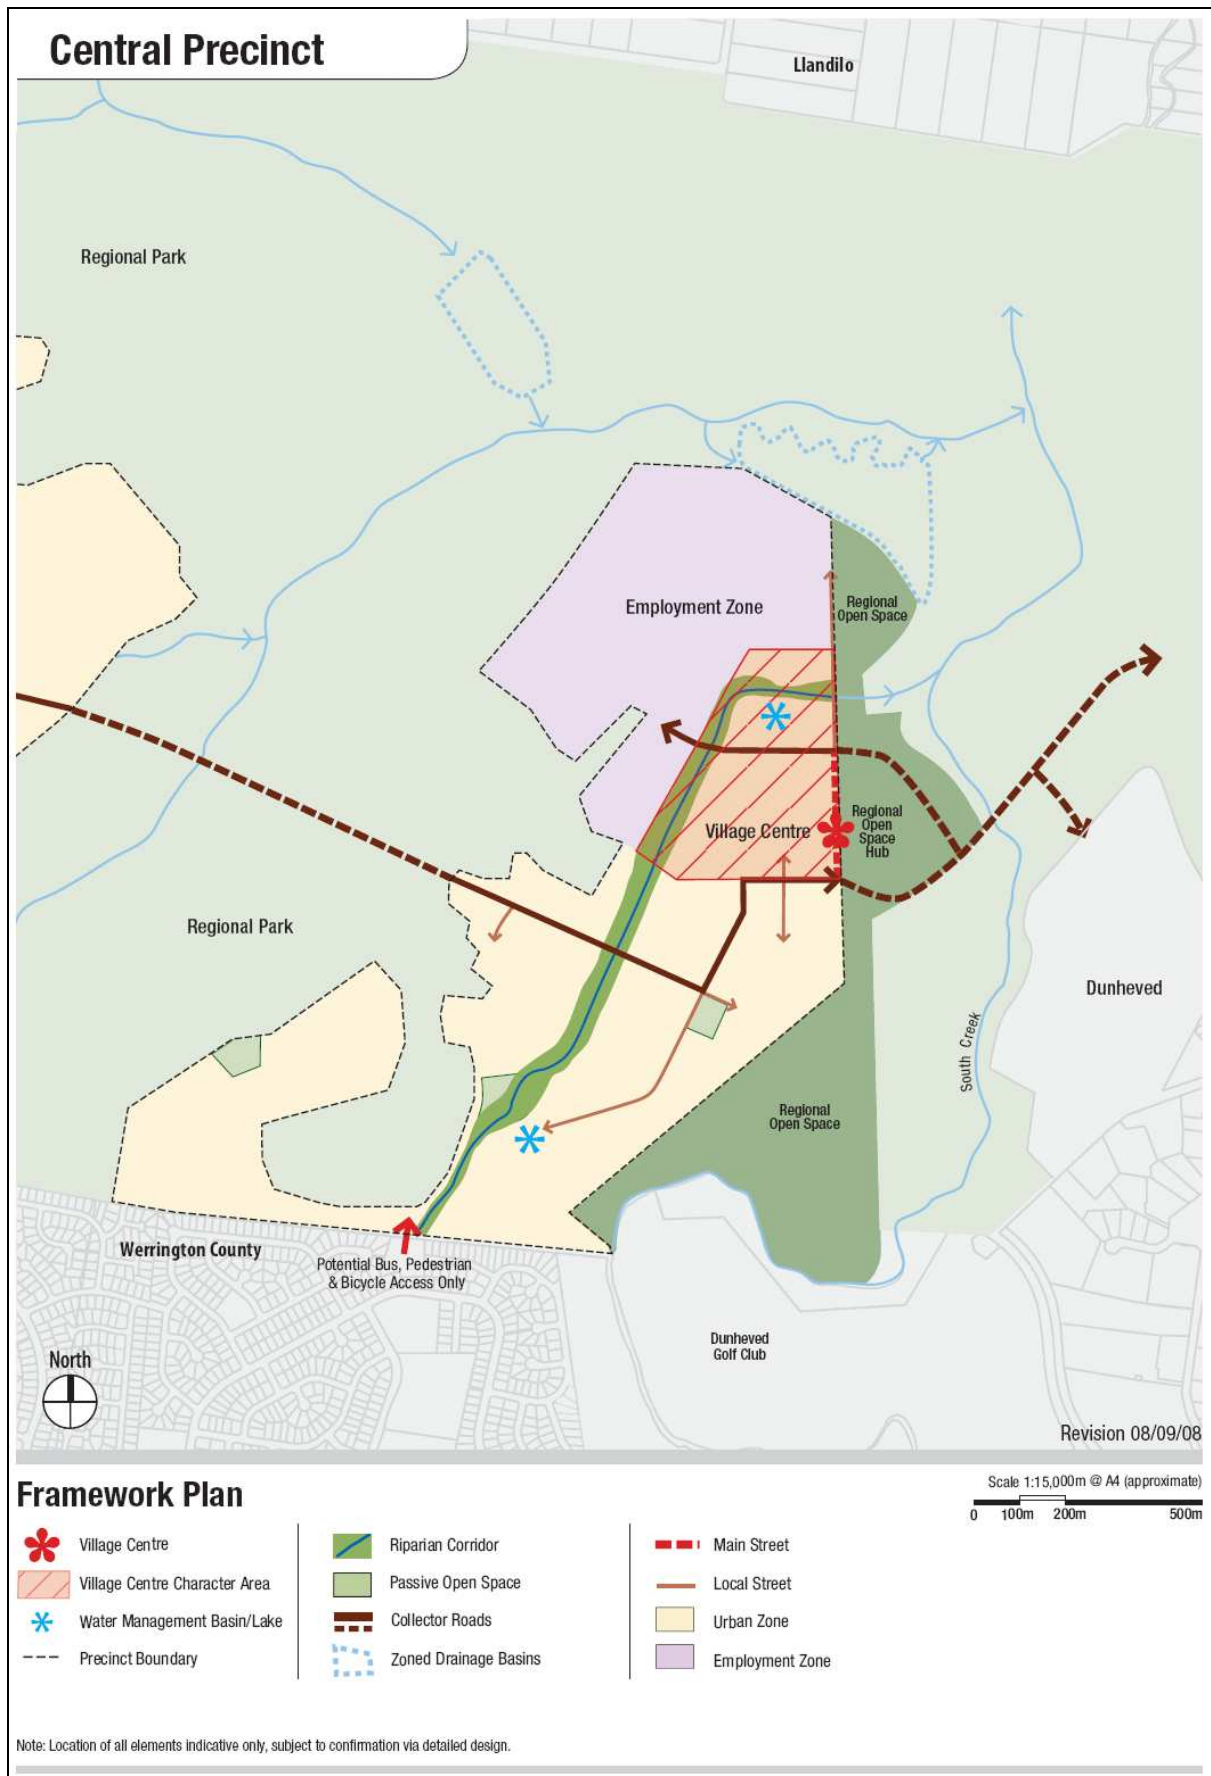 Central Precinct
Llandilo
Regional Park
Employment Zone
Regional
Open Space
Village Centre
Regional
Open
Space
Hub
Regional Park
Dunheved
South Creek
Regional
Open Space
Werrington County
Potential Bus, Pedestrian
& Bicycle Access Only
Dunheved
Golf Club
North
Revision 08/09/08
Framework Plan
Scale 1:15,000m @ A4 (approximate)
0 100m 200m 500m
Village Centre
Village Centre Character Area
Water Management Basin/Lake
Precinct Boundary
Riparian Corridor
Passive Open Space
Collector Roads
Zoned Drainage Basins
Main Street
Local Street
Urban Zone
Employment Zone
Note: Location of all elements indicative only, subject to confirmation via detailed design.